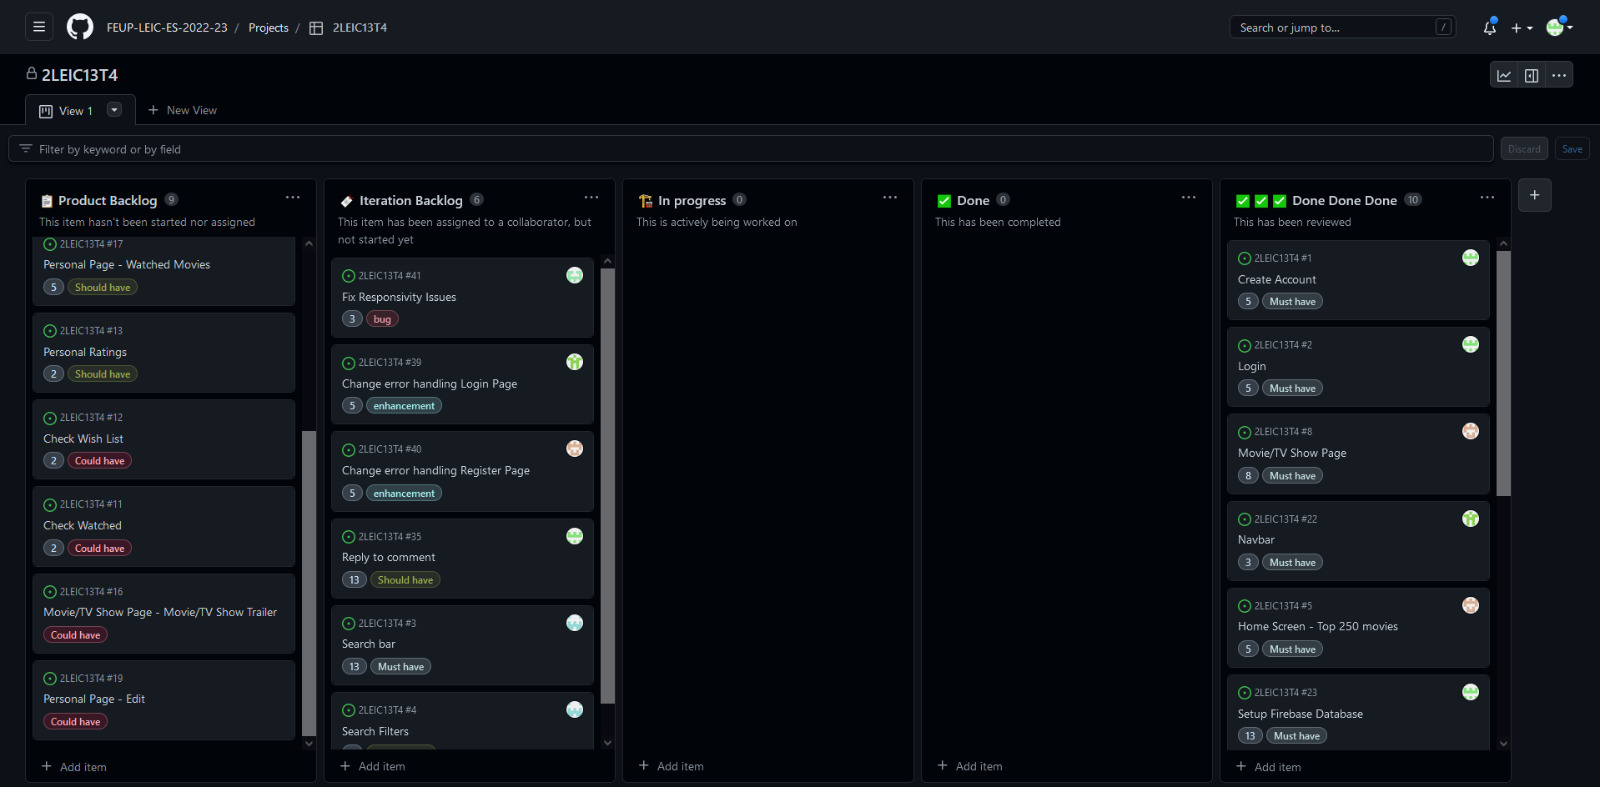 FEUP-LEIC-ES-2022-23 / Projects / 2LEIC13T4
Search or jump to... /
2LEIC13T4
View 1
New View
Filter by keyword or by field
Discard
Save
Product Backlog 9
This item hasn't been started nor assigned
2LEIC13T4 #17
Personal Page - Watched Movies
5 Should have
2LEIC13T4 #13
Personal Ratings
2 Should have
2LEIC13T4 #12
Check Wish List
2 Could have
2LEIC13T4 #11
Check Watched
2 Could have
2LEIC13T4 #16
Movie/TV Show Page - Movie/TV Show Trailer
Could have
2LEIC13T4 #19
Personal Page - Edit
Could have
+ Add item
Iteration Backlog 6
This item has been assigned to a collaborator, but
not started yet
2LEIC13T4 #41
Fix Responsivity Issues
3 bug
2LEIC13T4 #39
Change error handling Login Page
5 enhancement
2LEIC13T4 #40
Change error handling Register Page
5 enhancement
2LEIC13T4 #35
Reply to comment
13 Should have
2LEIC13T4 #3
Search bar
13 Must have
2LEIC13T4 #4
Search Filters
+ Add item
In progress 0
This is actively being worked on
+ Add item
Done 0
This has been completed
+ Add item
Done Done Done 10
This has been reviewed
2LEIC13T4 #1
Create Account
5 Must have
2LEIC13T4 #2
Login
5 Must have
2LEIC13T4 #8
Movie/TV Show Page
8 Must have
2LEIC13T4 #22
Navbar
3 Must have
2LEIC13T4 #5
Home Screen - Top 250 movies
5 Must have
2LEIC13T4 #23
Setup Firebase Database
13 Must have
+ Add item